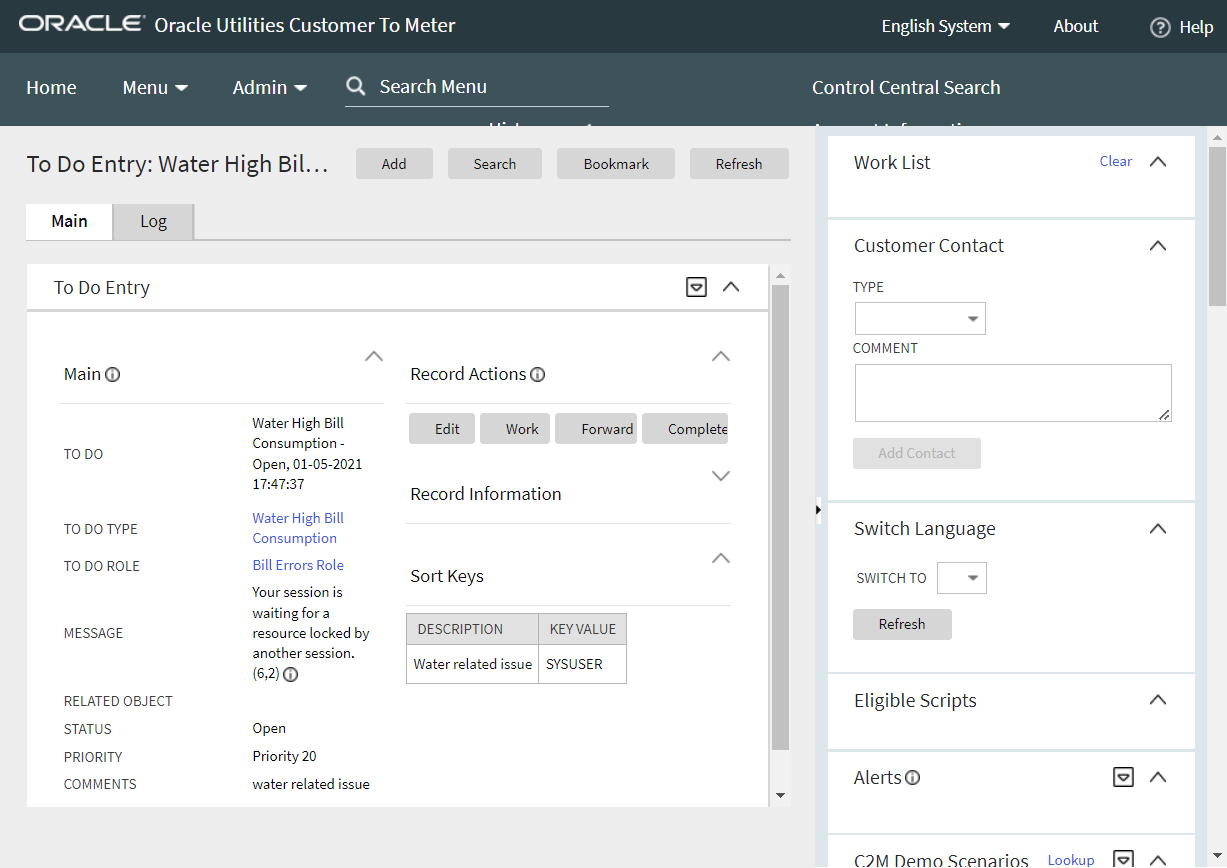 ORACLE Oracle Utilities Customer To Meter
English System
About
Help
Home
Menu
Admin
Search Menu
Control Central Search
To Do Entry: Water High Bil...
Add
Search
Bookmark
Refresh
Main
Log
To Do Entry
Main
TO DO
Water High Bill
Consumption -
Open, 01-05-2021
17:47:37
TO DO TYPE
Water High Bill
Consumption
TO DO ROLE
Bill Errors Role
MESSAGE
Your session is
waiting for a
resource locked by
another session.
(6,2)
RELATED OBJECT
STATUS
Open
PRIORITY
Priority 20
COMMENTS
water related issue
Record Actions
Edit
Work
Forward
Complete
Record Information
Sort Keys
DESCRIPTION KEY VALUE
Water related issue SYSUSER
Work List
Clear
Customer Contact
TYPE
COMMENT
Add Contact
Switch Language
SWITCH TO
Refresh
Eligible Scripts
Alerts
C2M Demo Scenarios
Lookup